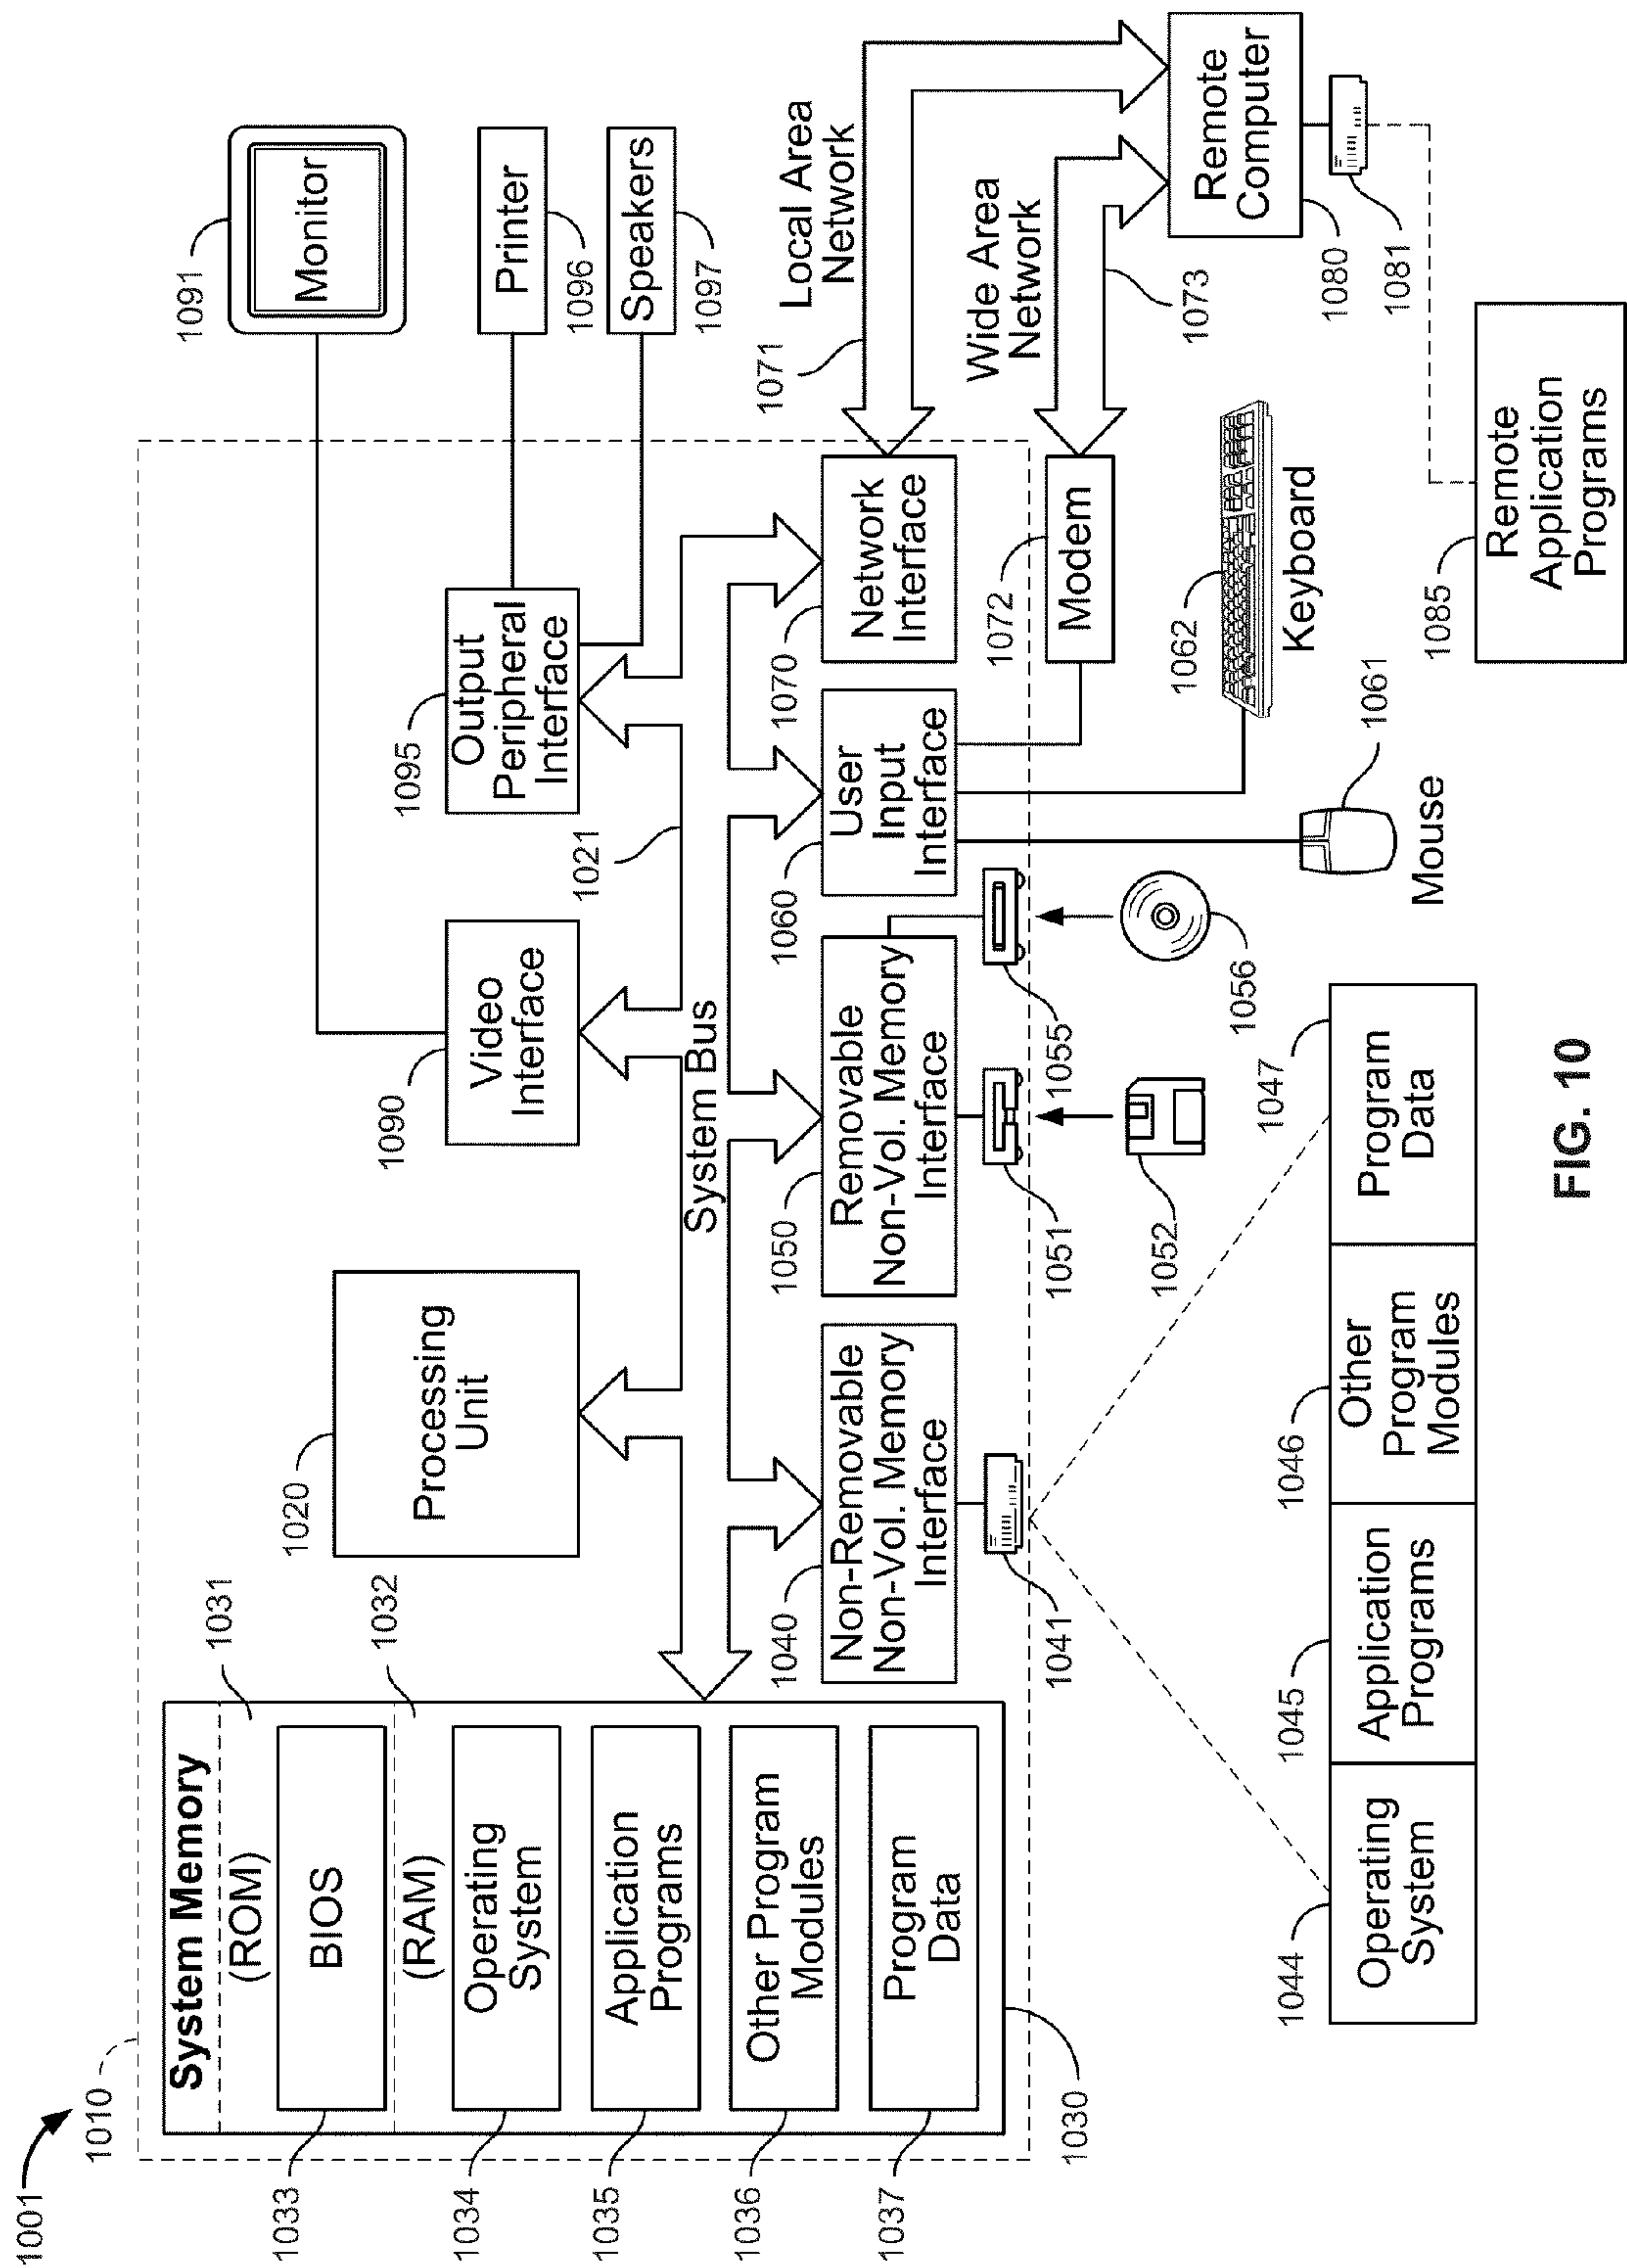 1001
1010
System Memory
(ROM)
1031
BIOS
1033
(RAM)
1032
Operating
System
1034
Application
Programs
1035
Other Program
Modules
1036
Program
Data
1037
1030
1020
Processing
Unit
1090
Video
Interface
1095
Output
Peripheral
Interface
1021
System Bus
1091
Monitor
Printer
1096
Speakers
1097
1040
Non-Removable
Non-Vol. Memory
Interface
1041
1050
Removable
Non-Vol. Memory
Interface
1051
1055
1052
1056
1060
User
Input
Interface
1070
Network
Interface
1071
Local Area
Network
Wide Area
Network
1073
1072
Modem
1062
Keyboard
1061
Mouse
Remote
Computer
1080
1081
1085
Remote
Application
Programs
1044
Operating
System
1045
Application
Programs
1046
Other
Program
Modules
1047
Program
Data
FIG. 10